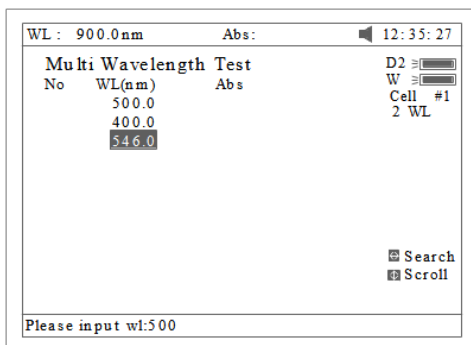 WL: 900.0nm Abs: 12:35:27
Multi Wavelength Test
No WL(nm) Abs
500.0
400.0
546.0
D2
W
Cell #1
2 WL
Search
Scroll
Please input wl:500